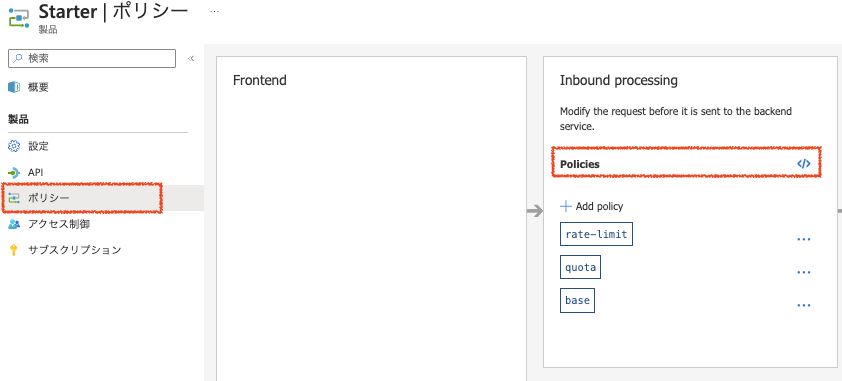 Starter | ポリシー ...
製品
検索 «
概要
製品
設定
API
ポリシー
アクセス制御
サブスクリプション
Frontend
Inbound processing
Modify the request before it is sent to the backend
service.
Policies </>
+ Add policy
rate-limit ...
quota ...
base ...